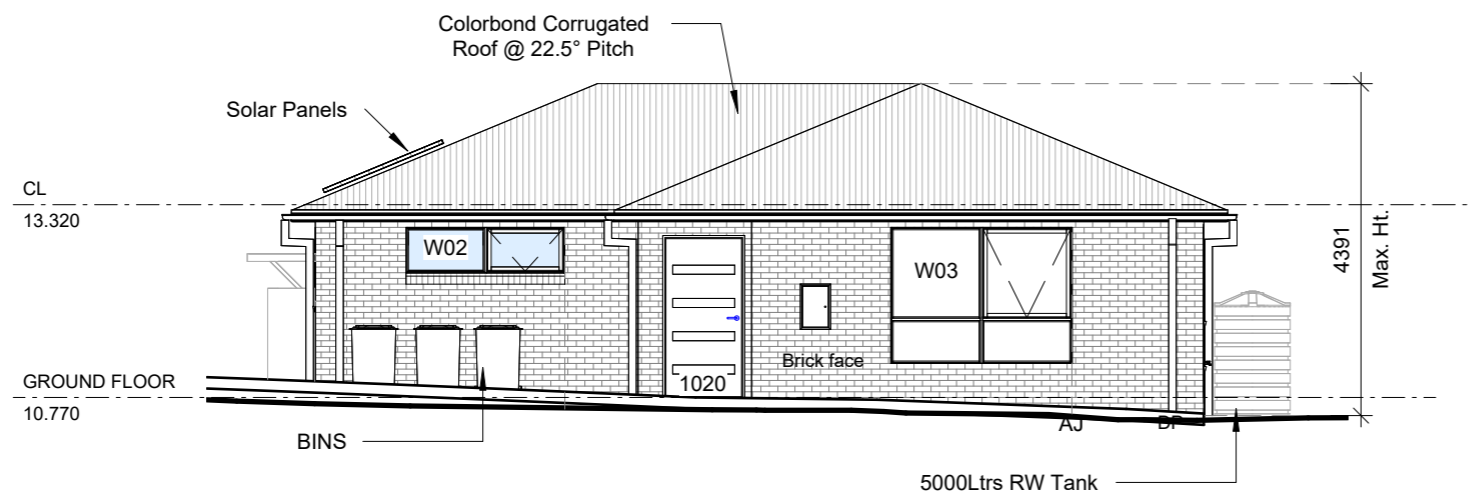 Colorbond Corrugated
Roof @ 22.5° Pitch
Solar Panels
CL
13.320
W02
W03
4391
Max. Ht.
Brick face
GROUND FLOOR
1020
10.770
AJ
DP
BINS
5000Ltrs RW Tank